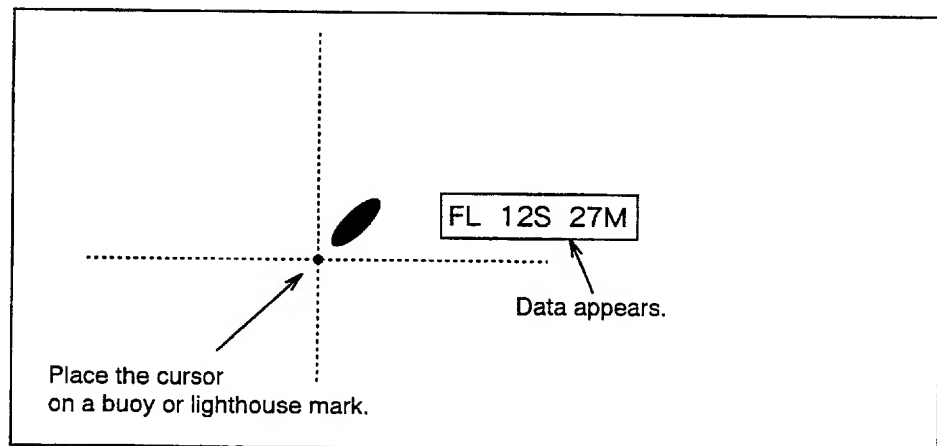 FL 12S 27M
Data appears.
Place the cursor
on a buoy or lighthouse mark.